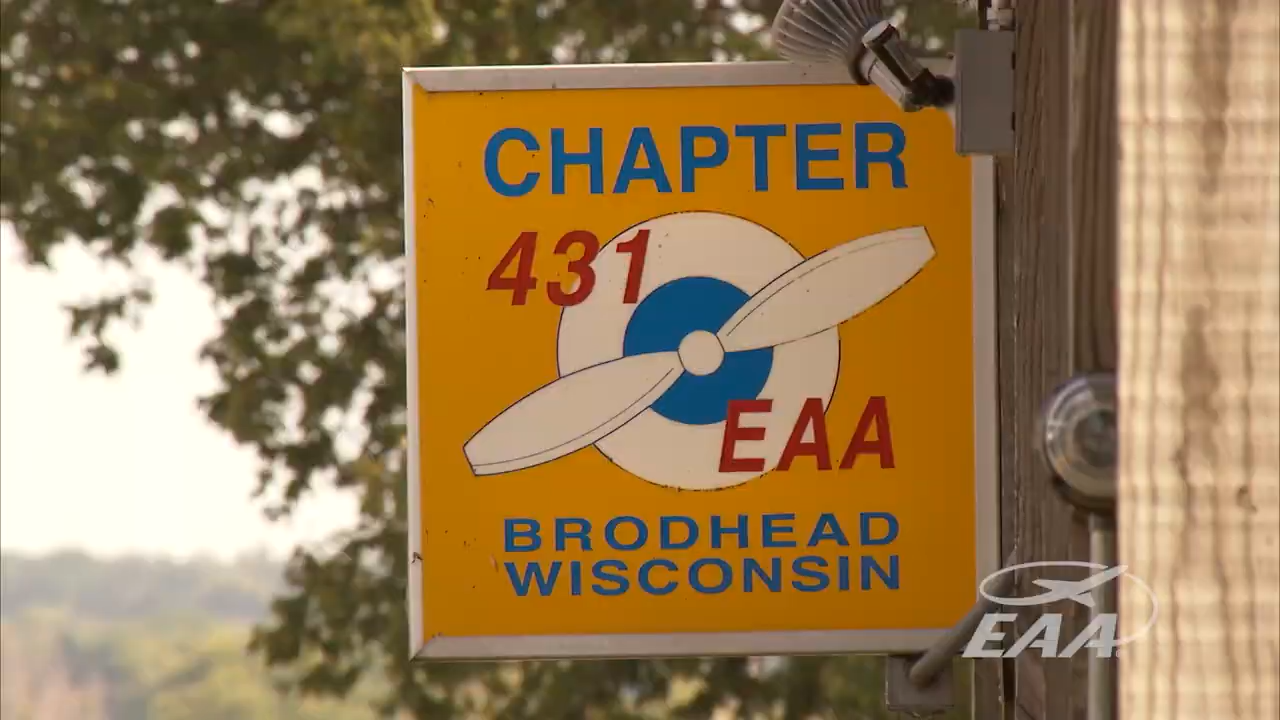 CHAPTER
431
EAA
BRODHEAD
WISCONSIN
EAA